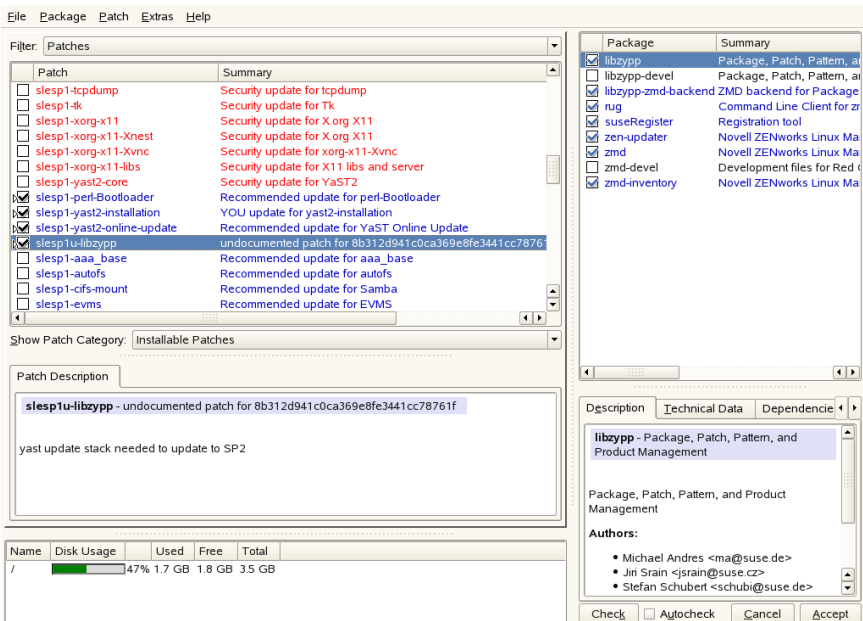 File Package Patch Extras Help
Filter: Patches
Patch Summary
slesp1-tcpdump Security update for tcpdump
slesp1-tk Security update for Tk
slesp1-xorg-x11 Security update for X.org X11
slesp1-xorg-x11-Xnest Security update for X.org X11
slesp1-xorg-x11-Xvnc Security update for xorg-x11-Xvnc
slesp1-xorg-x11-libs Security update for X11 libs and server
slesp1-yast2-core Security update for YaST2
slesp1-perl-Bootloader Recommended update for perl-Bootloader
slesp1-yast2-installation YOU update for yast2-installation
slesp1-yast2-online-update Recommended update for YaST Online Update
slesp1u-libzypp undocumented patch for 8b312d941c0ca369e8fe3441cc78761
slesp1-aaa_base Recommended update for aaa_base
slesp1-autofs Recommended update for autofs
slesp1-cifs-mount Recommended update for Samba
slesp1-evms Recommended update for EVMS
Show Patch Category: Installable Patches
Patch Description
slesp1u-libzypp - undocumented patch for 8b312d941c0ca369e8fe3441cc78761f
yast update stack needed to update to SP2
Name Disk Usage Used Free Total
/ 47% 1.7 GB 1.8 GB 3.5 GB
Package Summary
libzypp Package, Patch, Pattern, a
libzypp-devel Package, Patch, Pattern, a
libzypp-zmd-backend ZMD backend for Package
rug Command Line Client for z
suseRegister Registration tool
zen-updater Novell ZENworks Linux Ma
zmd Novell ZENworks Linux Ma
zmd-devel Development files for Red
zmd-inventory Novell ZENworks Linux Ma
Description Technical Data Dependencie
libzypp - Package, Patch, Pattern, and
Product Management
Package, Patch, Pattern, and Product
Management
Authors:
• Michael Andres <ma@suse.de>
• Jiri Srain <jsrain@suse.cz>
• Stefan Schubert <schubi@suse.de>
Check Autocheck Cancel Accept